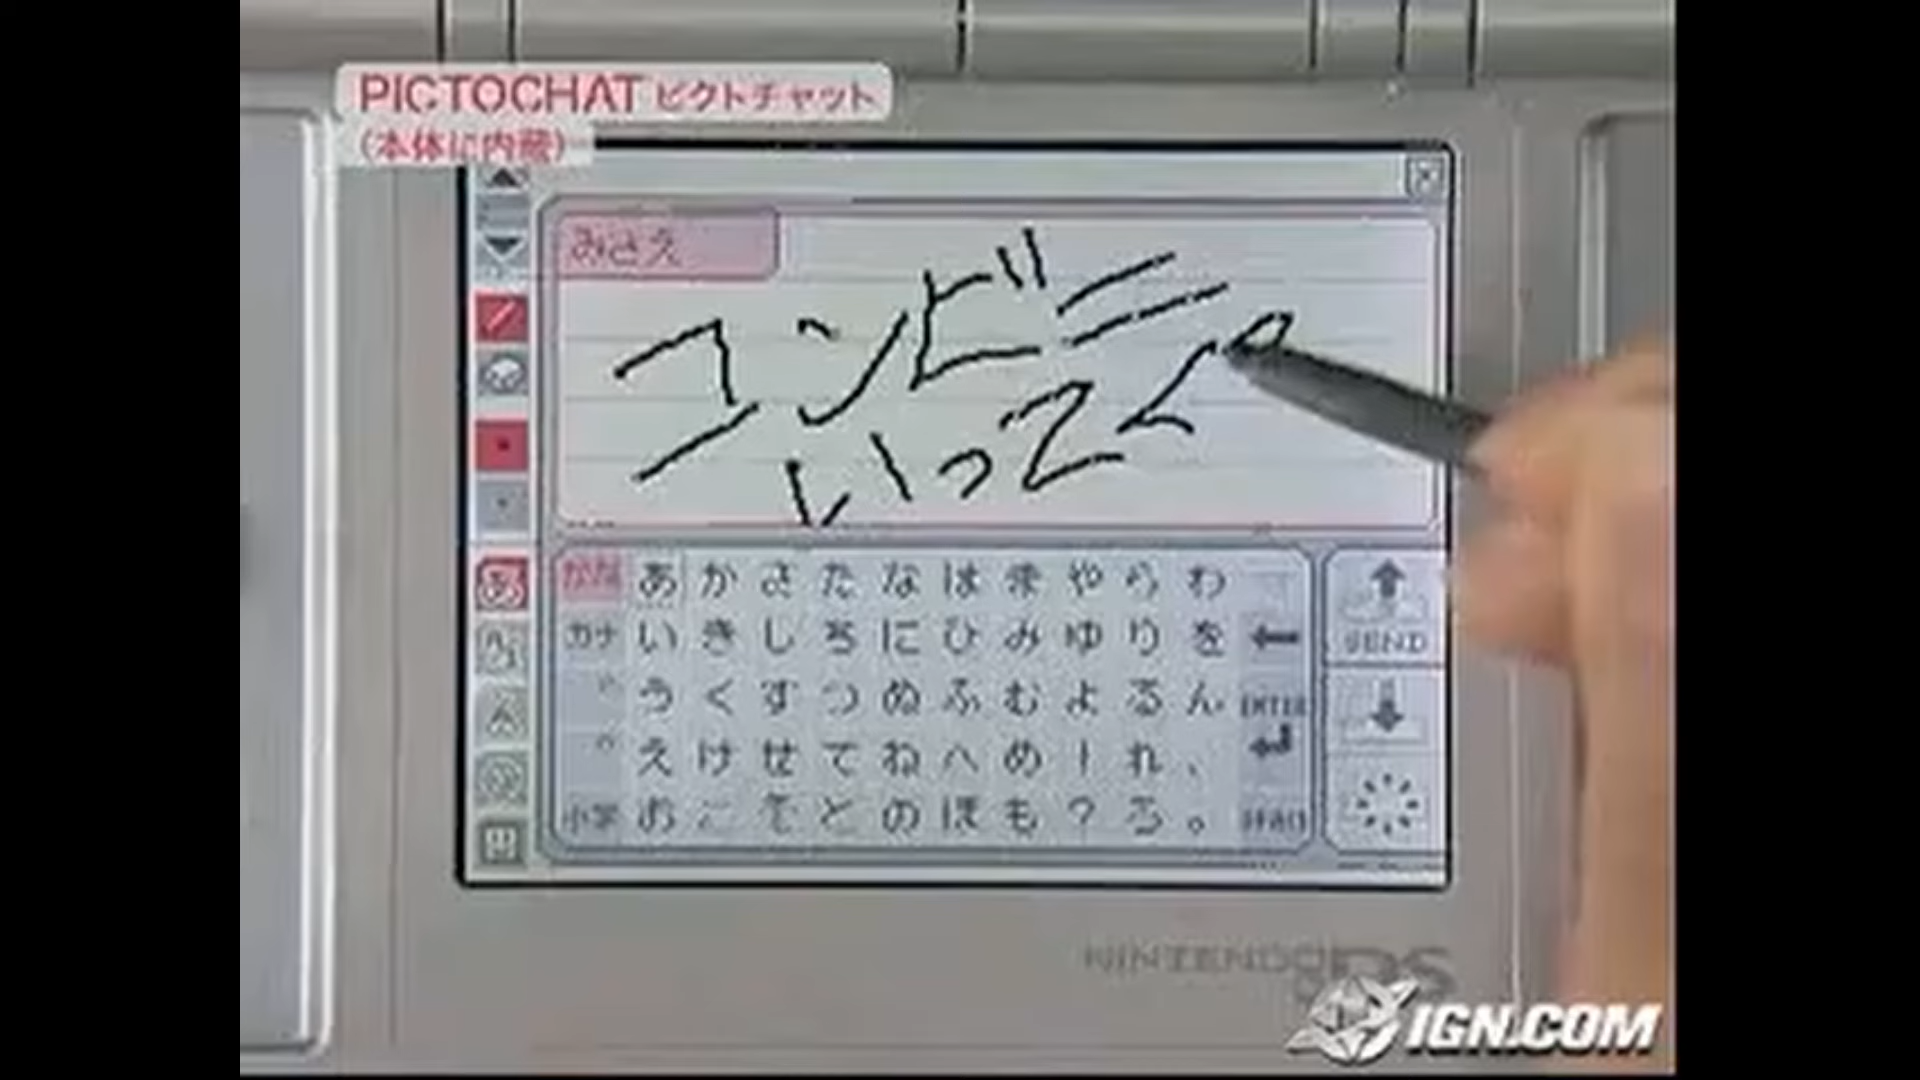 PICTOCHAT ピクトチャット
(本体に内蔵)
みさえ
コンビニ
いってく
かな あ か さ た な は ま や ら わ
カナ い き し ち に ひ み ゆ り を ←
゛ う く す つ ぬ ふ む よ る ん ENTER
゜ え け せ て ね へ め ! れ 、
小字 お こ そ と の ほ も ? ろ 。
あ
SEND
NINTENDO DS
IGN.COM